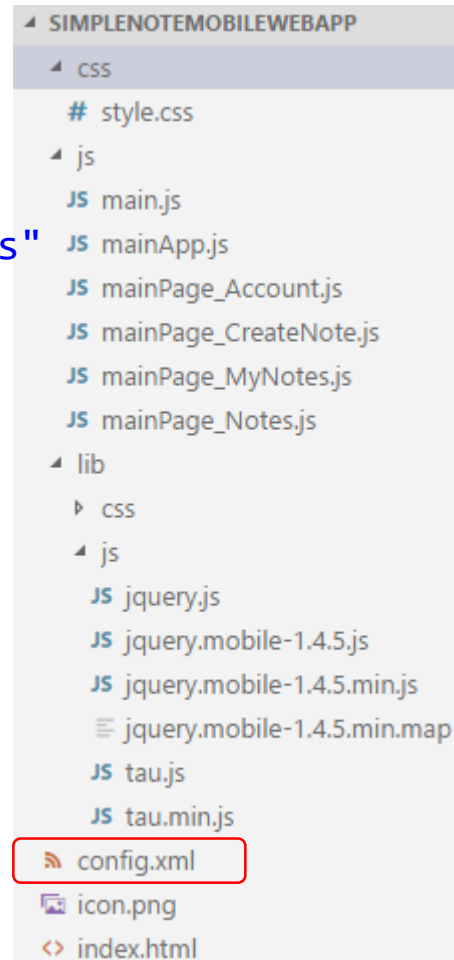 SIMPLENOTEMOBILEWEBAPP
css
# style.css
js
JS main.js
s"
JS mainApp.js
JS mainPage_Account.js
JS mainPage_CreateNote.js
JS mainPage_MyNotes.js
JS mainPage_Notes.js
lib
css
js
JS jquery.js
JS jquery.mobile-1.4.5.js
JS jquery.mobile-1.4.5.min.js
jquery.mobile-1.4.5.min.map
JS tau.js
JS tau.min.js
config.xml
icon.png
<> index.html